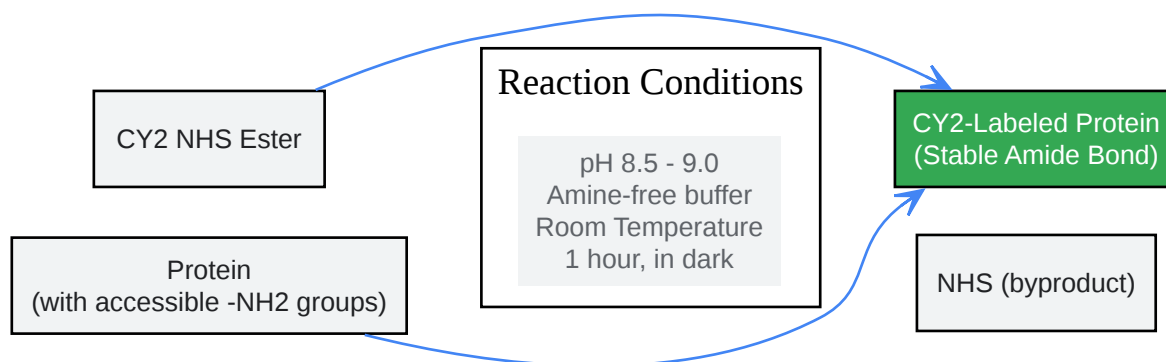 CY2 NHS Ester
Protein
(with accessible -NH2 groups)
Reaction Conditions
pH 8.5 - 9.0
Amine-free buffer
Room Temperature
1 hour, in dark
CY2-Labeled Protein
(Stable Amide Bond)
NHS (byproduct)